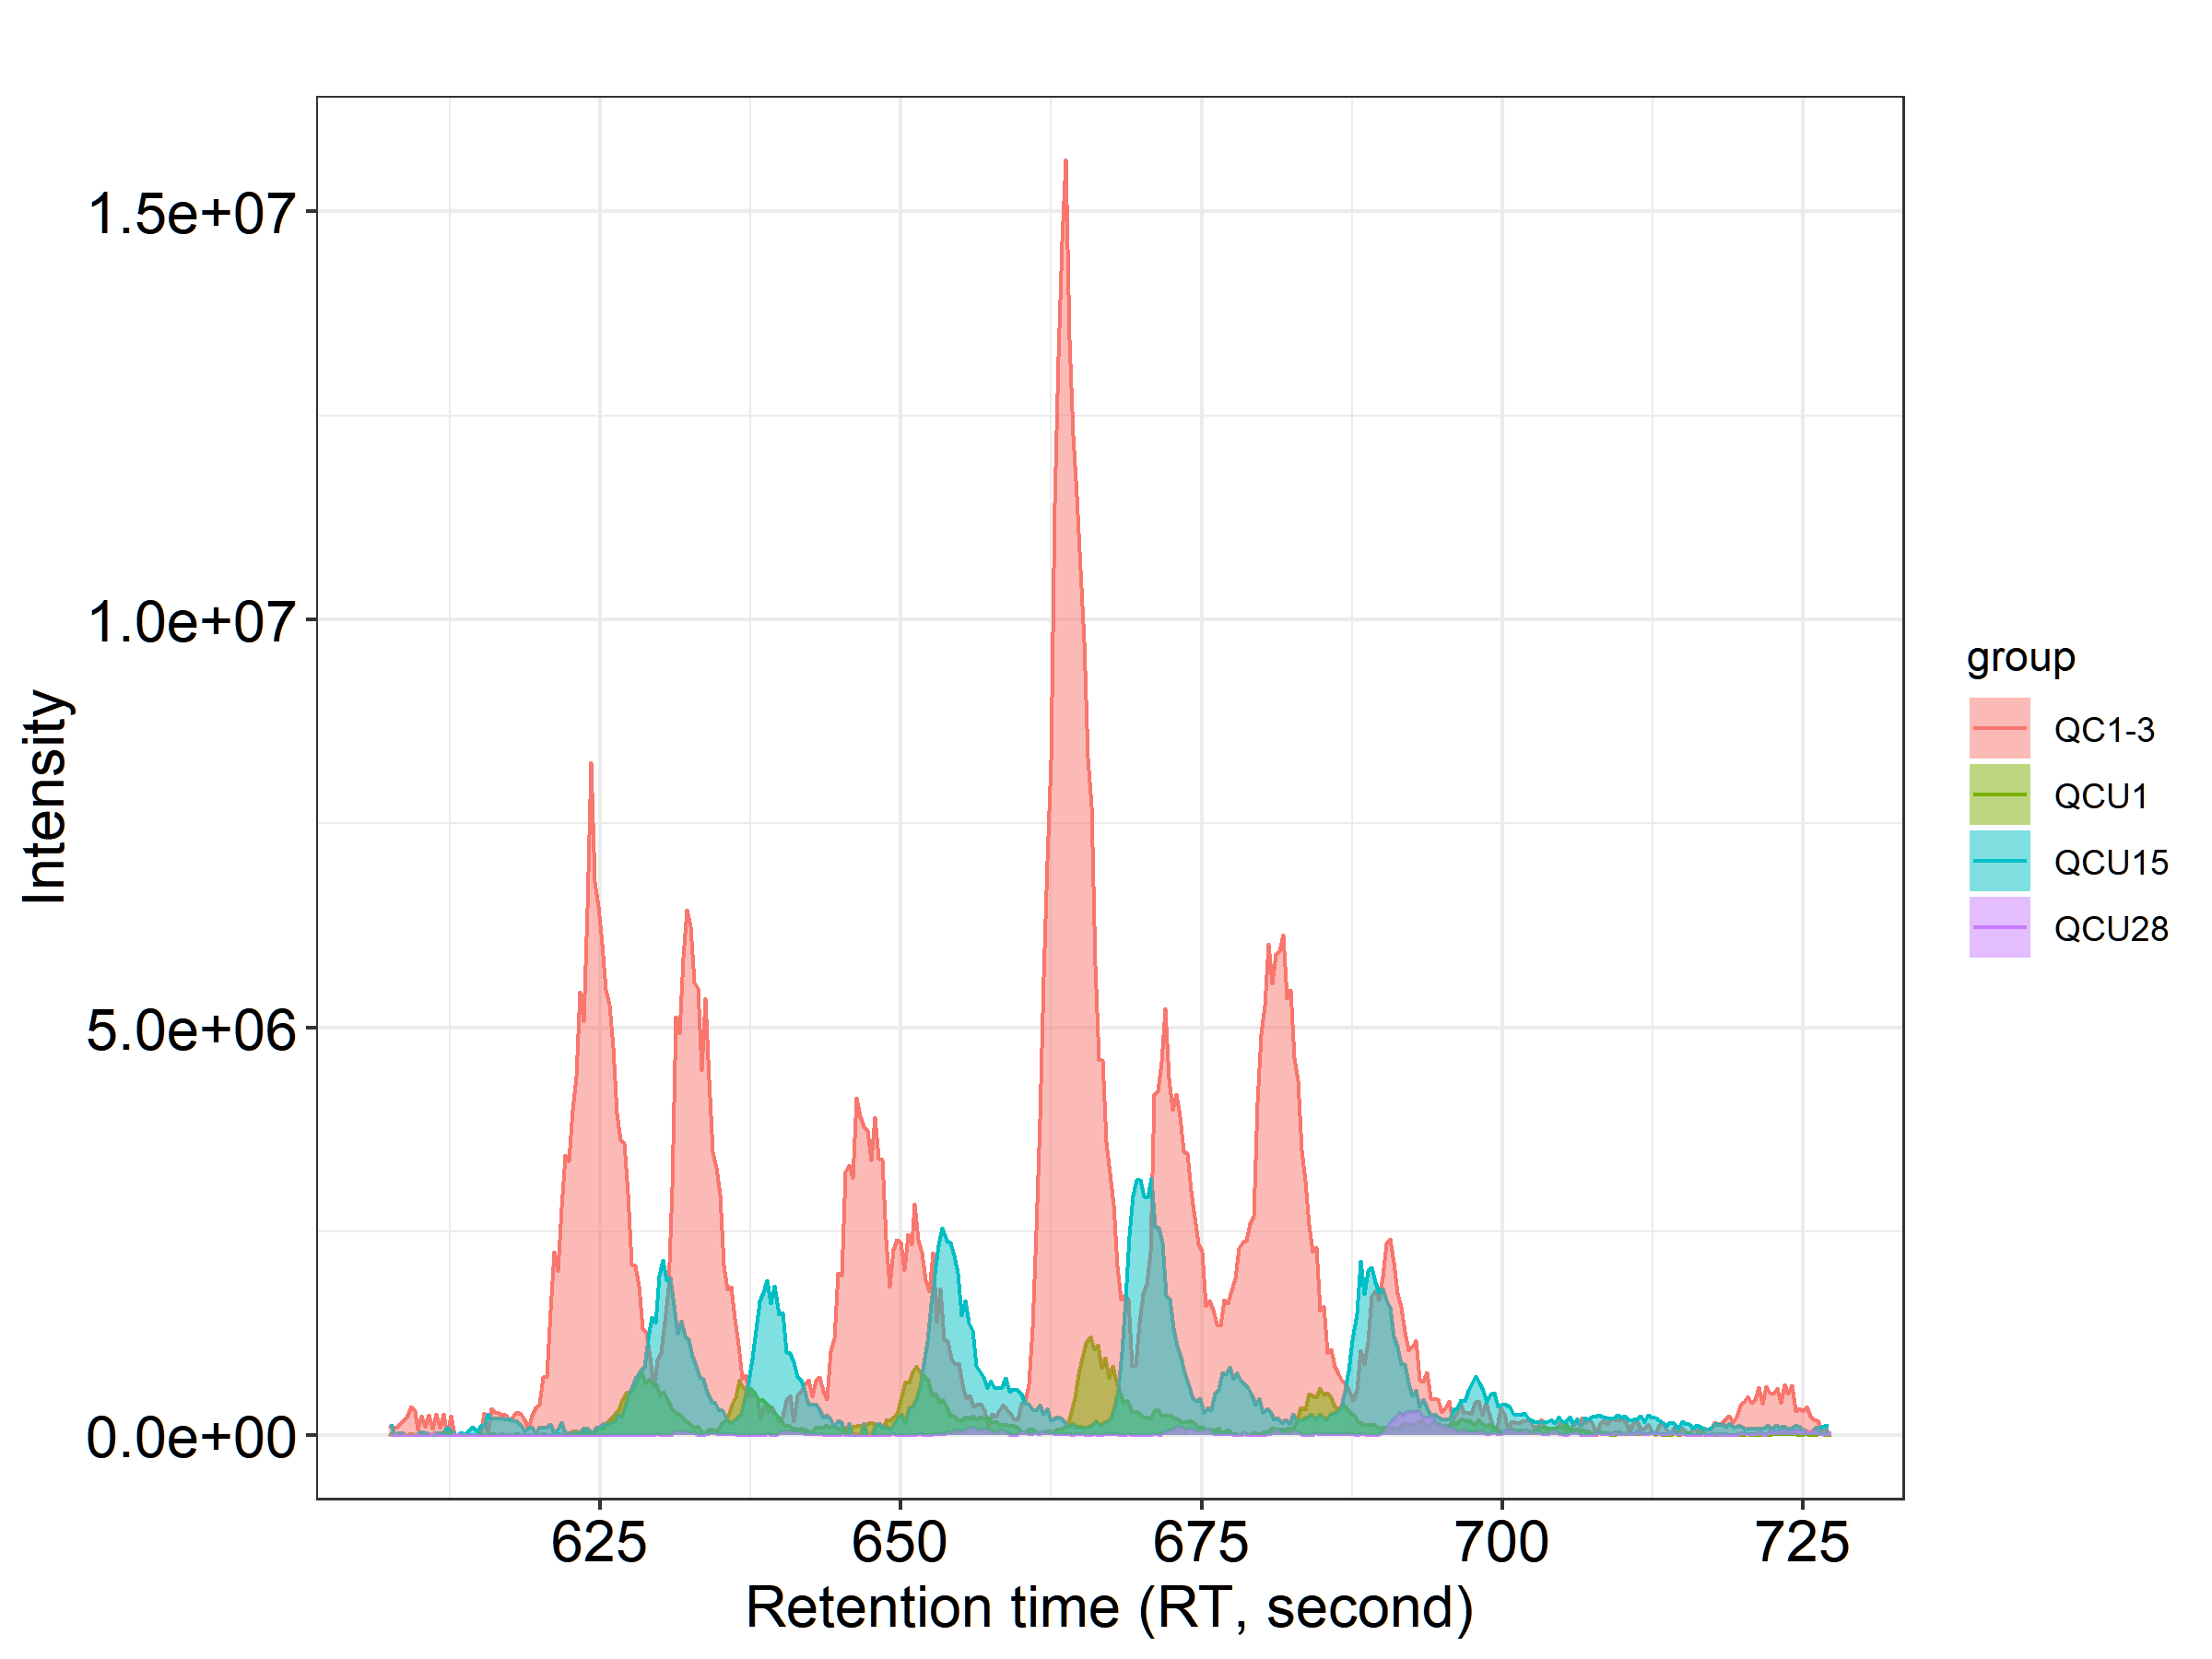 1.5e+07
1.0e+07
5.0e+06
0.0e+00
Intensity
625 650 675 700 725
Retention time (RT, second)
group
QC1-3
QCU1
QCU15
QCU28